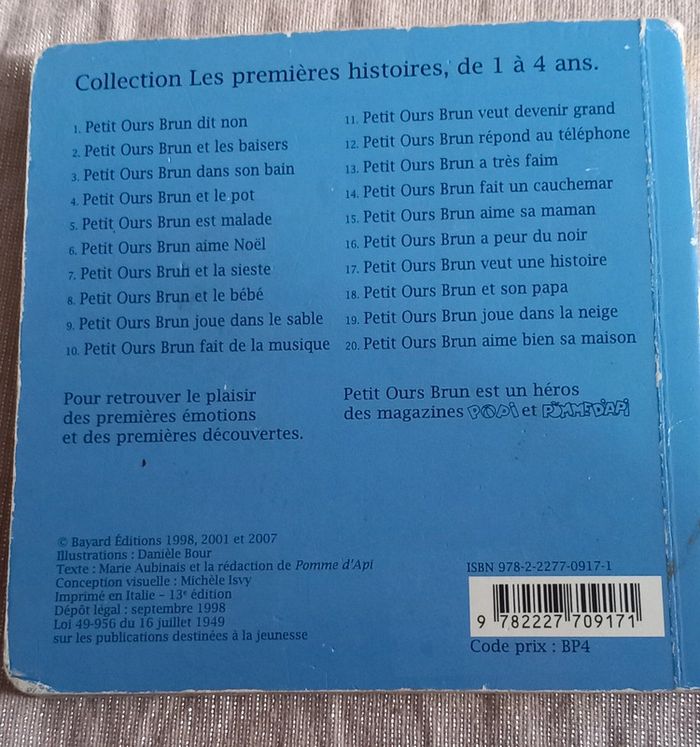 Collection Les premières histoires, de 1 à 4 ans.
1. Petit Ours Brun dit non
2. Petit Ours Brun et les baisers
3. Petit Ours Brun dans son bain
4. Petit Ours Brun et le pot
5. Petit Ours Brun est malade
6. Petit Ours Brun aime Noël
7. Petit Ours Brun et la sieste
8. Petit Ours Brun et le bébé
9. Petit Ours Brun joue dans le sable
10. Petit Ours Brun fait de la musique
11. Petit Ours Brun veut devenir grand
12. Petit Ours Brun répond au téléphone
13. Petit Ours Brun a très faim
14. Petit Ours Brun fait un cauchemar
15. Petit Ours Brun aime sa maman
16. Petit Ours Brun a peur du noir
17. Petit Ours Brun veut une histoire
18. Petit Ours Brun et son papa
19. Petit Ours Brun joue dans la neige
20. Petit Ours Brun aime bien sa maison
Pour retrouver le plaisir
des premières émotions
et des premières découvertes.
Petit Ours Brun est un héros
des magazines POPi et POMME D'APi
© Bayard Éditions 1998, 2001 et 2007
Illustrations : Danièle Bour
Texte : Marie Aubinais et la rédaction de Pomme d'Api
Conception visuelle : Michèle Isvy
Imprimé en Italie – 13e édition
Dépôt légal : septembre 1998
Loi 49-956 du 16 juillet 1949
sur les publications destinées à la jeunesse
ISBN 978-2-2277-0917-1
9 782227 709171
Code prix : BP4